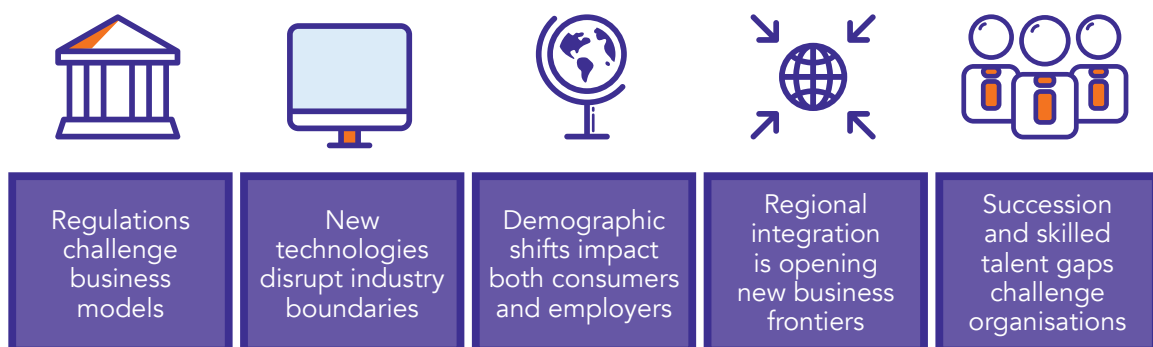 Regulations
challenge
business
models
New
technologies
disrupt industry
boundaries
Demographic
shifts impact
both consumers
and employers
Regional
integration
is opening
new business
frontiers
Succession
and skilled
talent gaps
challenge
organisations